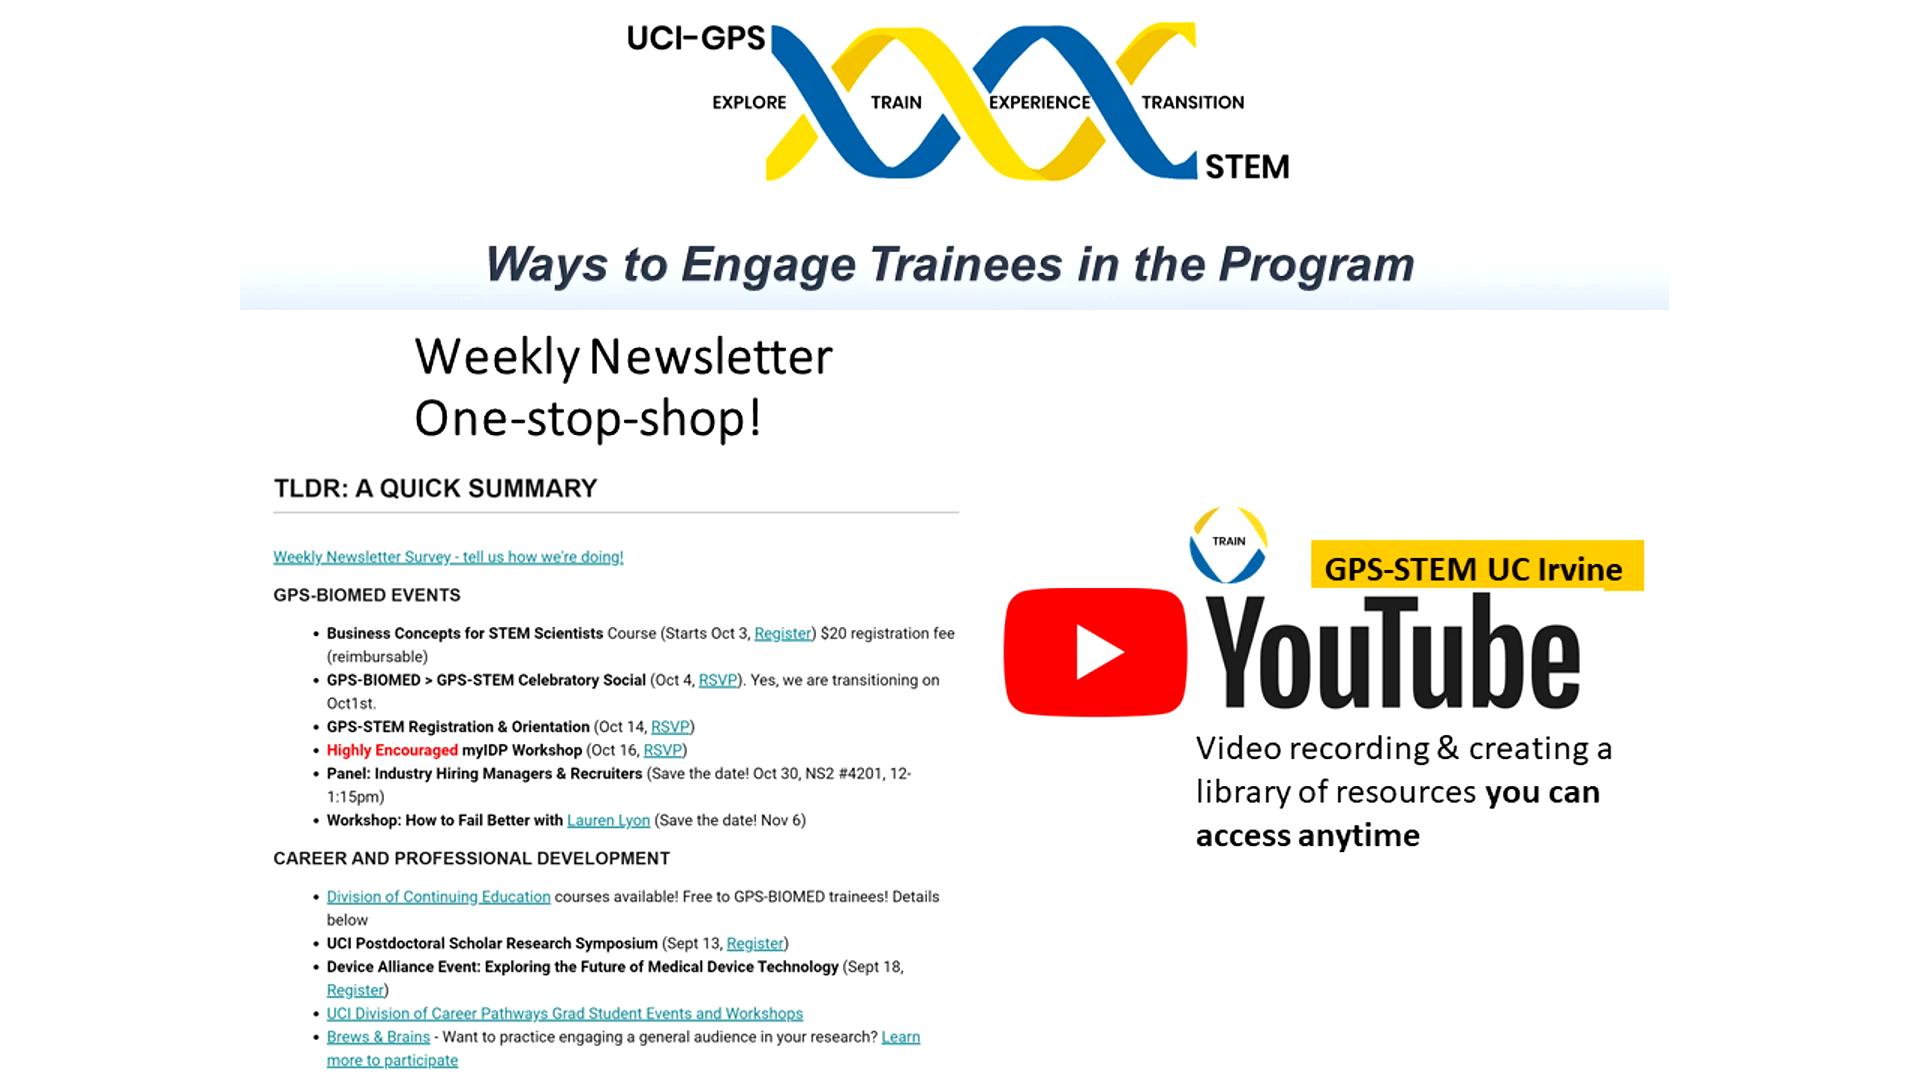 UCI-GPS
EXPLORE TRAIN EXPERIENCE TRANSITION
STEM
Ways to Engage Trainees in the Program
Weekly Newsletter
One-stop-shop!
TLDR: A QUICK SUMMARY
Weekly Newsletter Survey - tell us how we're doing!
GPS-BIOMED EVENTS
• Business Concepts for STEM Scientists Course (Starts Oct 3, Register) $20 registration fee
(reimbursable)
• GPS-BIOMED > GPS-STEM Celebratory Social (Oct 4, RSVP). Yes, we are transitioning on
Oct1st.
• GPS-STEM Registration & Orientation (Oct 14, RSVP)
• Highly Encouraged myIDP Workshop (Oct 16, RSVP)
• Panel: Industry Hiring Managers & Recruiters (Save the date! Oct 30, NS2 #4201, 12-
1:15pm)
• Workshop: How to Fail Better with Lauren Lyon (Save the date! Nov 6)
CAREER AND PROFESSIONAL DEVELOPMENT
• Division of Continuing Education courses available! Free to GPS-BIOMED trainees! Details
below
• UCI Postdoctoral Scholar Research Symposium (Sept 13, Register)
• Device Alliance Event: Exploring the Future of Medical Device Technology (Sept 18,
Register)
• UCI Division of Career Pathways Grad Student Events and Workshops
• Brews & Brains - Want to practice engaging a general audience in your research? Learn
more to participate
TRAIN
GPS-STEM UC Irvine
YouTube
Video recording & creating a
library of resources you can
access anytime